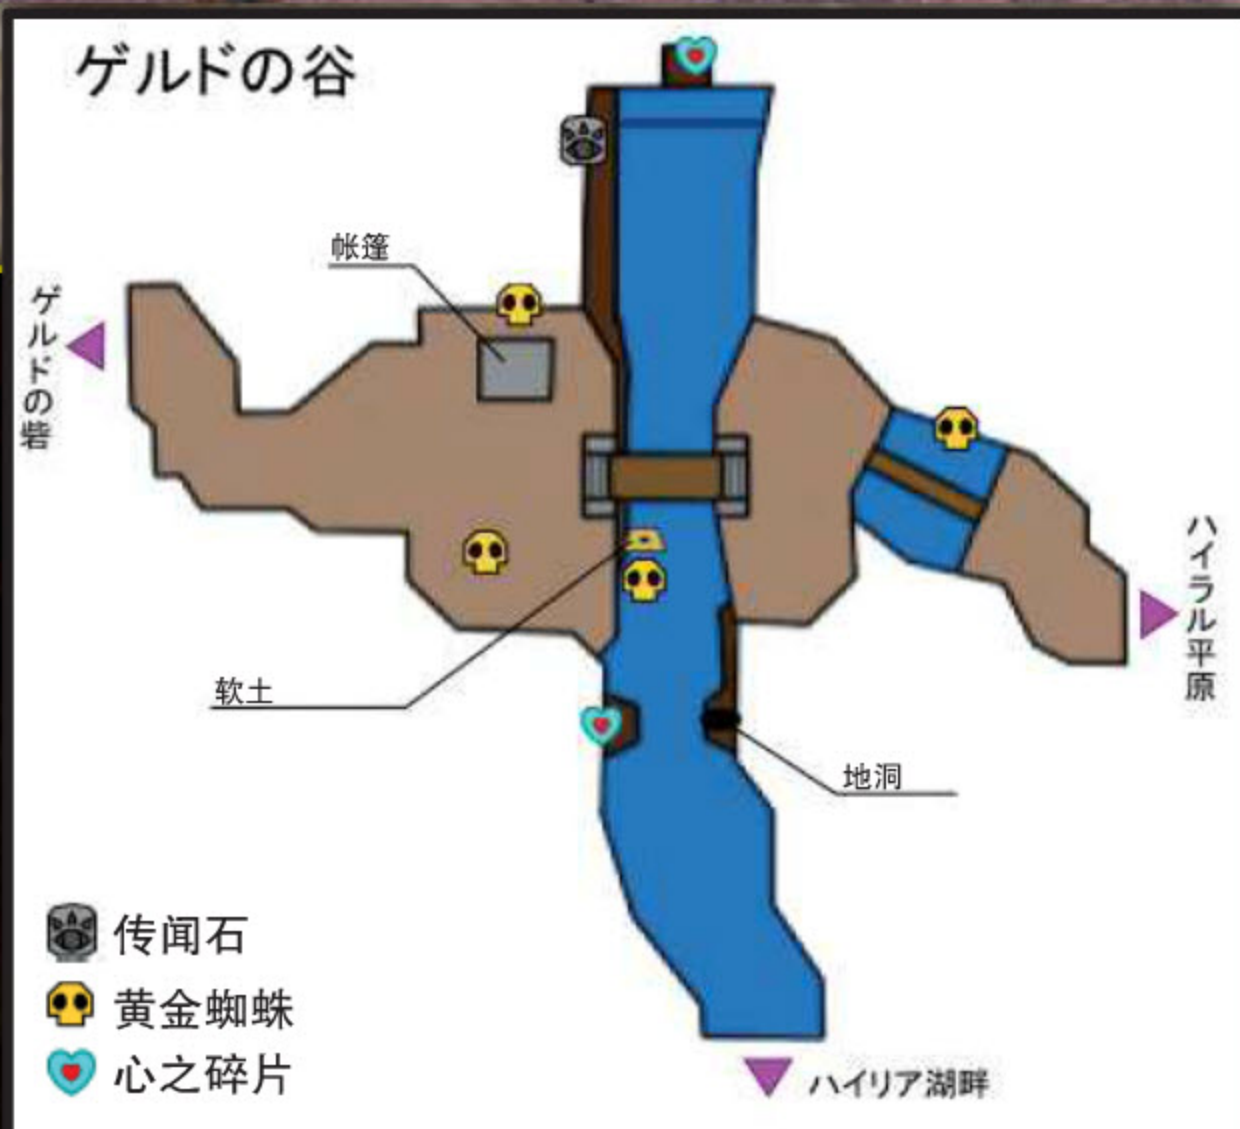 ゲルドの谷
帐篷
ゲルドの砦
ハイラル平原
软土
地洞
传闻石
黄金蜘蛛
心之碎片
ハイリア湖畔